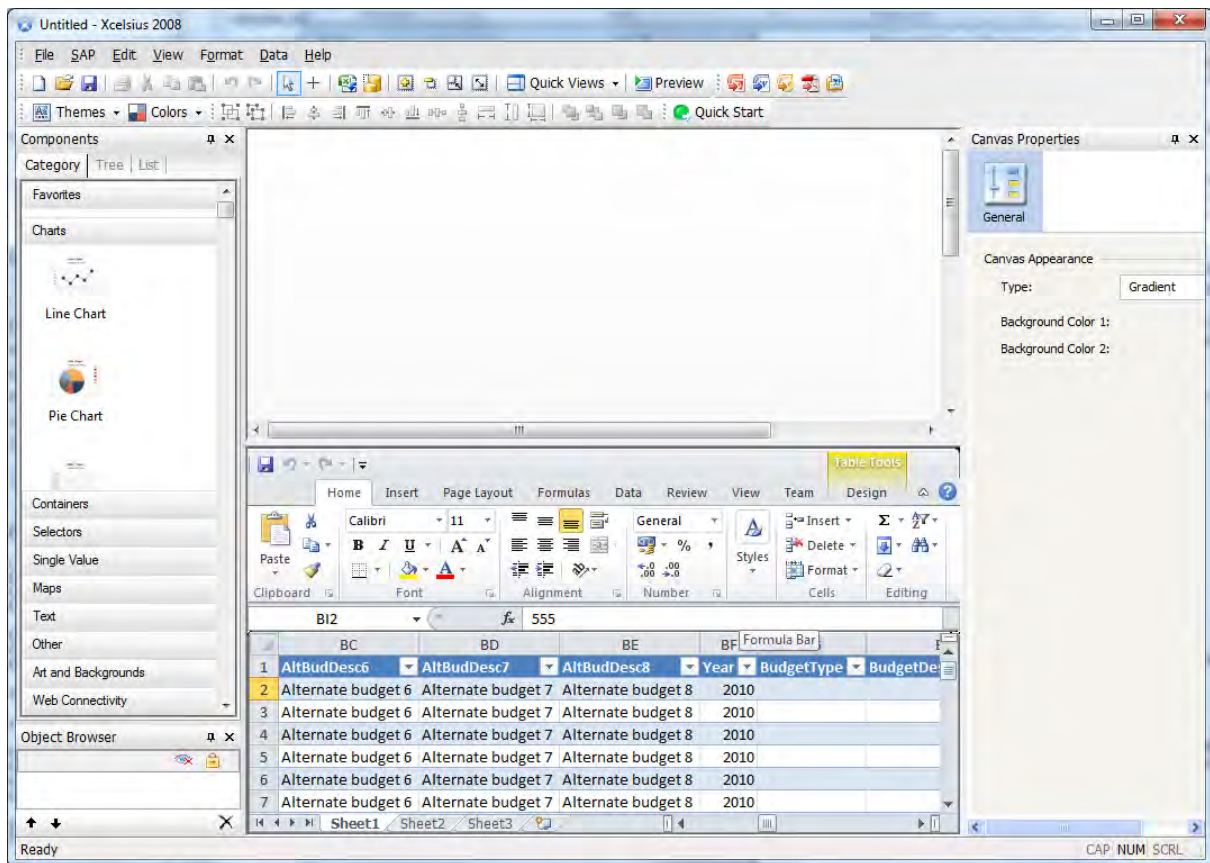 Untitled - Xcelsius 2008
File SAP Edit View Format Data Help
Quick Views Preview
Themes Colors Quick Start
Components
Category Tree List
Favorites
Charts
Line Chart
Pie Chart
Containers
Selectors
Single Value
Maps
Text
Other
Art and Backgrounds
Web Connectivity
Object Browser
Canvas Properties
General
Canvas Appearance
Type: Gradient
Background Color 1:
Background Color 2:
Table Tools
Home Insert Page Layout Formulas Data Review View Team Design
Calibri 11 General Insert
B I U A A % , Styles Delete
Paste A Format
Clipboard Font Alignment Number Cells Editing
BI2 fx 555
Formula Bar
BC BD BE BF
1 AltBudDesc6 AltBudDesc7 AltBudDesc8 Year BudgetType BudgetDe
2 Alternate budget 6 Alternate budget 7 Alternate budget 8 2010
3 Alternate budget 6 Alternate budget 7 Alternate budget 8 2010
4 Alternate budget 6 Alternate budget 7 Alternate budget 8 2010
5 Alternate budget 6 Alternate budget 7 Alternate budget 8 2010
6 Alternate budget 6 Alternate budget 7 Alternate budget 8 2010
7 Alternate budget 6 Alternate budget 7 Alternate budget 8 2010
Sheet1 Sheet2 Sheet3
Ready CAP NUM SCRL